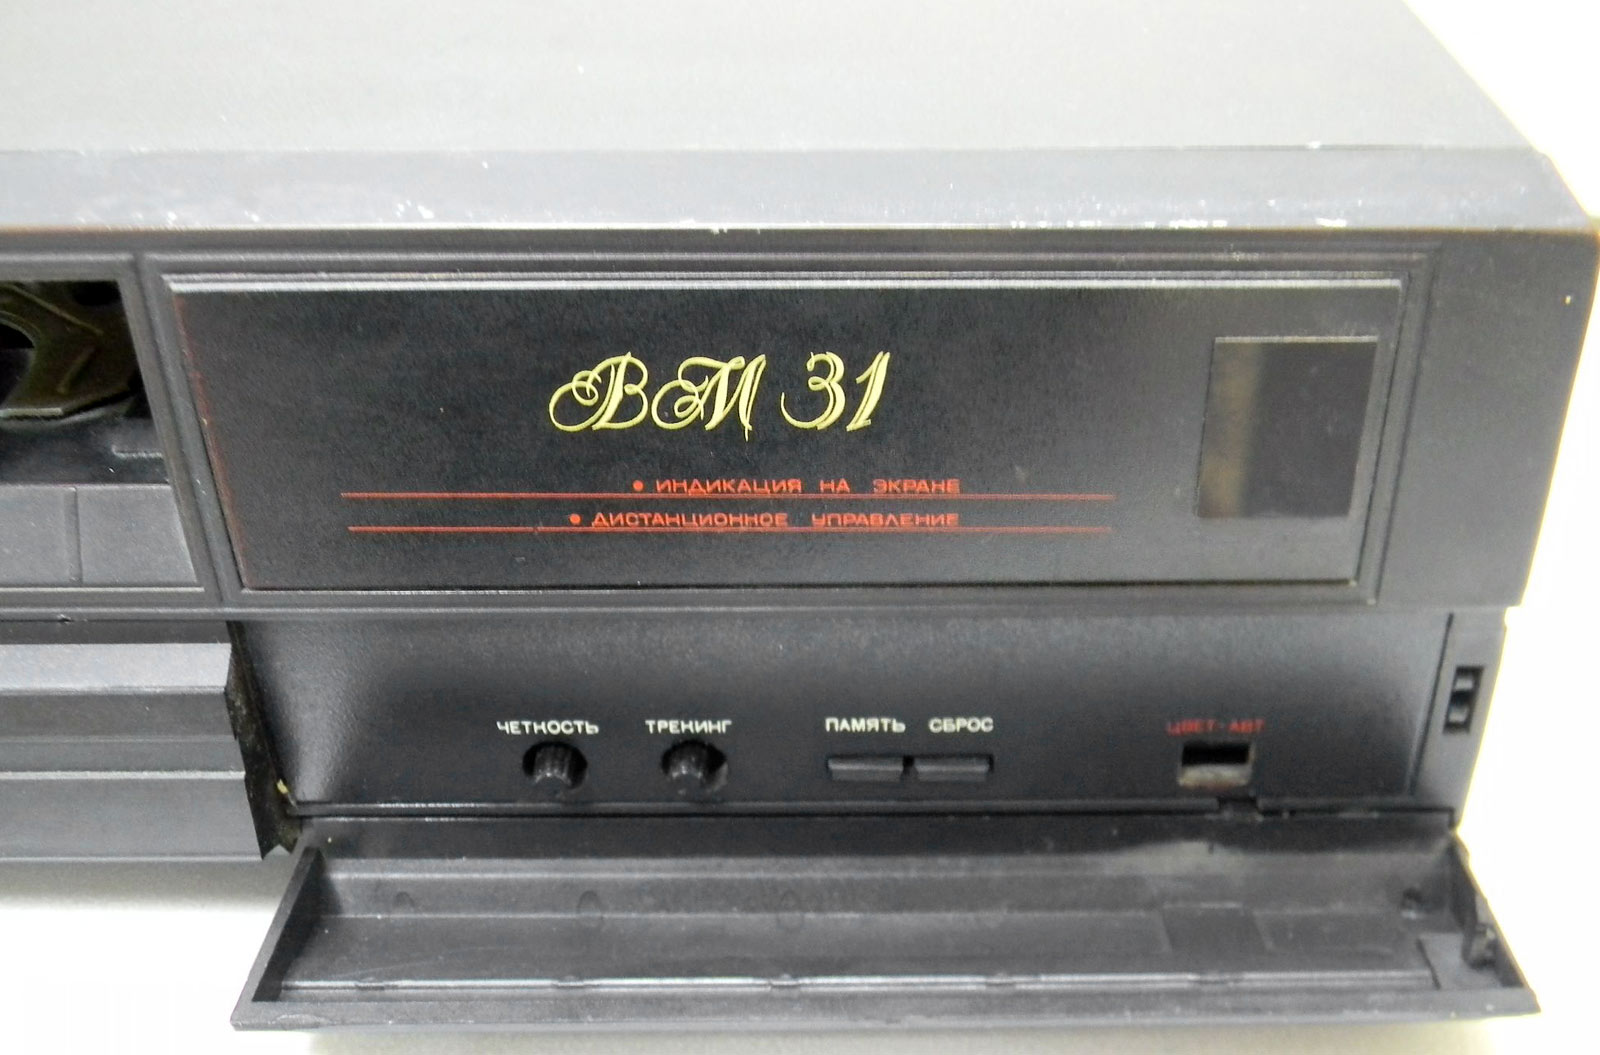 ВМ 31
• ИНДИКАЦИЯ НА ЭКРАНЕ
• ДИСТАНЦИОННОЕ УПРАВЛЕНИЕ
ЧЕТКОСТЬ ТРЕКИНГ ПАМЯТЬ СБРОС ЦВЕТ-АВТ